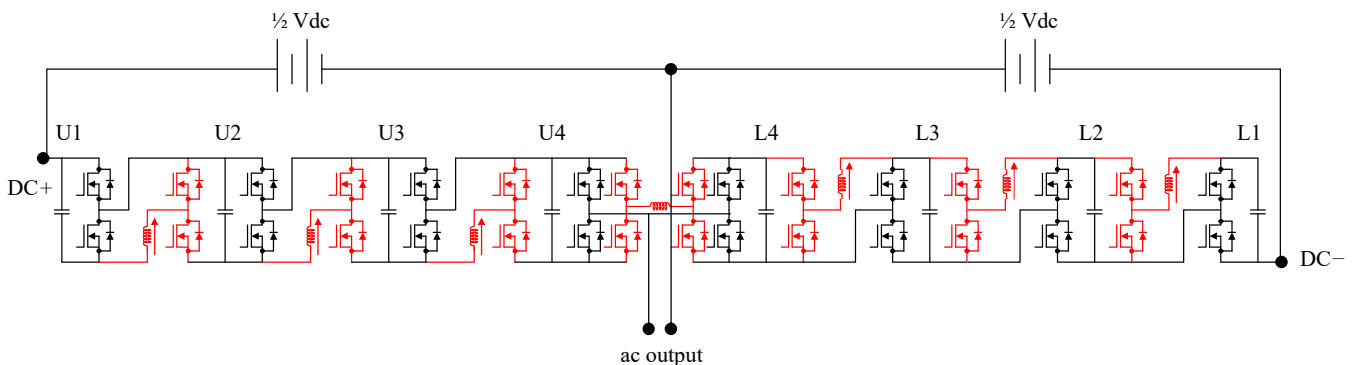 ½ Vdc
½ Vdc
U1
U2
U3
U4
L4
L3
L2
L1
DC+
DC−
ac output